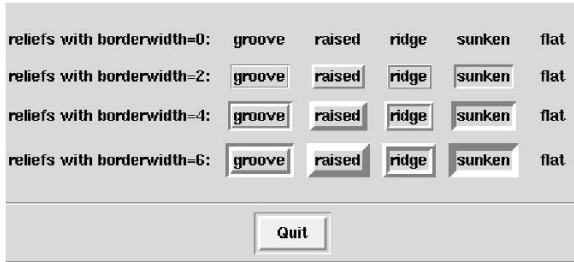 reliefs with borderwidth=0: groove raised ridge sunken flat
reliefs with borderwidth=2: groove raised ridge sunken flat
reliefs with borderwidth=4: groove raised ridge sunken flat
reliefs with borderwidth=6: groove raised ridge sunken flat
Quit